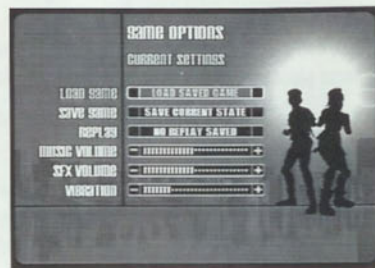 game options
current settings
load game LOAD SAVED GAME
save game SAVE CURRENT STATE
replay NO REPLAY SAVED
music volume - +
sfx volume - +
vibration - +